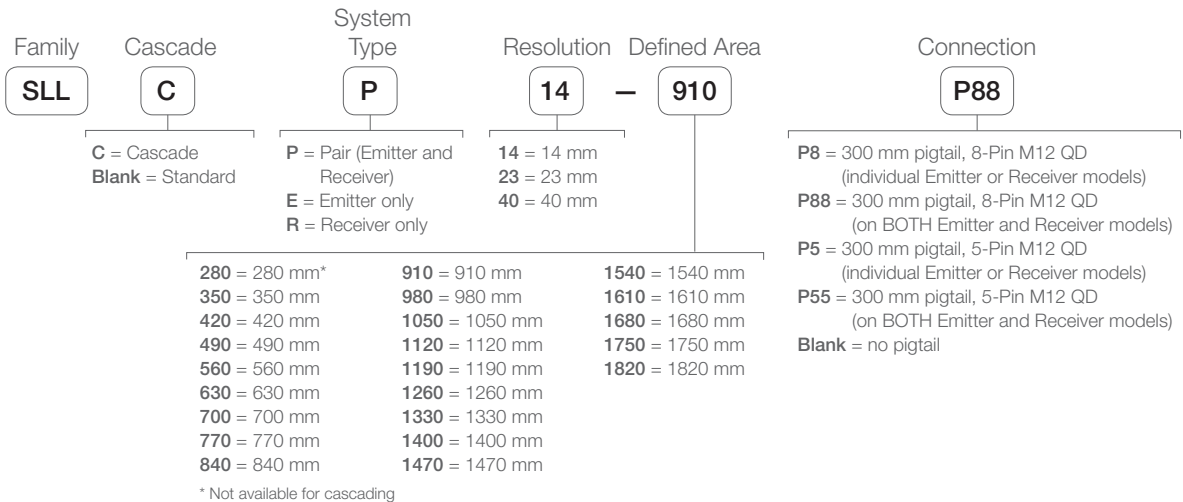 Family Cascade System Type Resolution Defined Area Connection
SLL C P 14 — 910 P88
C = Cascade
Blank = Standard
P = Pair (Emitter and
Receiver)
E = Emitter only
R = Receiver only
14 = 14 mm
23 = 23 mm
40 = 40 mm
280 = 280 mm*
350 = 350 mm
420 = 420 mm
490 = 490 mm
560 = 560 mm
630 = 630 mm
700 = 700 mm
770 = 770 mm
840 = 840 mm
910 = 910 mm
980 = 980 mm
1050 = 1050 mm
1120 = 1120 mm
1190 = 1190 mm
1260 = 1260 mm
1330 = 1330 mm
1400 = 1400 mm
1470 = 1470 mm
1540 = 1540 mm
1610 = 1610 mm
1680 = 1680 mm
1750 = 1750 mm
1820 = 1820 mm
* Not available for cascading
P8 = 300 mm pigtail, 8-Pin M12 QD
(individual Emitter or Receiver models)
P88 = 300 mm pigtail, 8-Pin M12 QD
(on BOTH Emitter and Receiver models)
P5 = 300 mm pigtail, 5-Pin M12 QD
(individual Emitter or Receiver models)
P55 = 300 mm pigtail, 5-Pin M12 QD
(on BOTH Emitter and Receiver models)
Blank = no pigtail